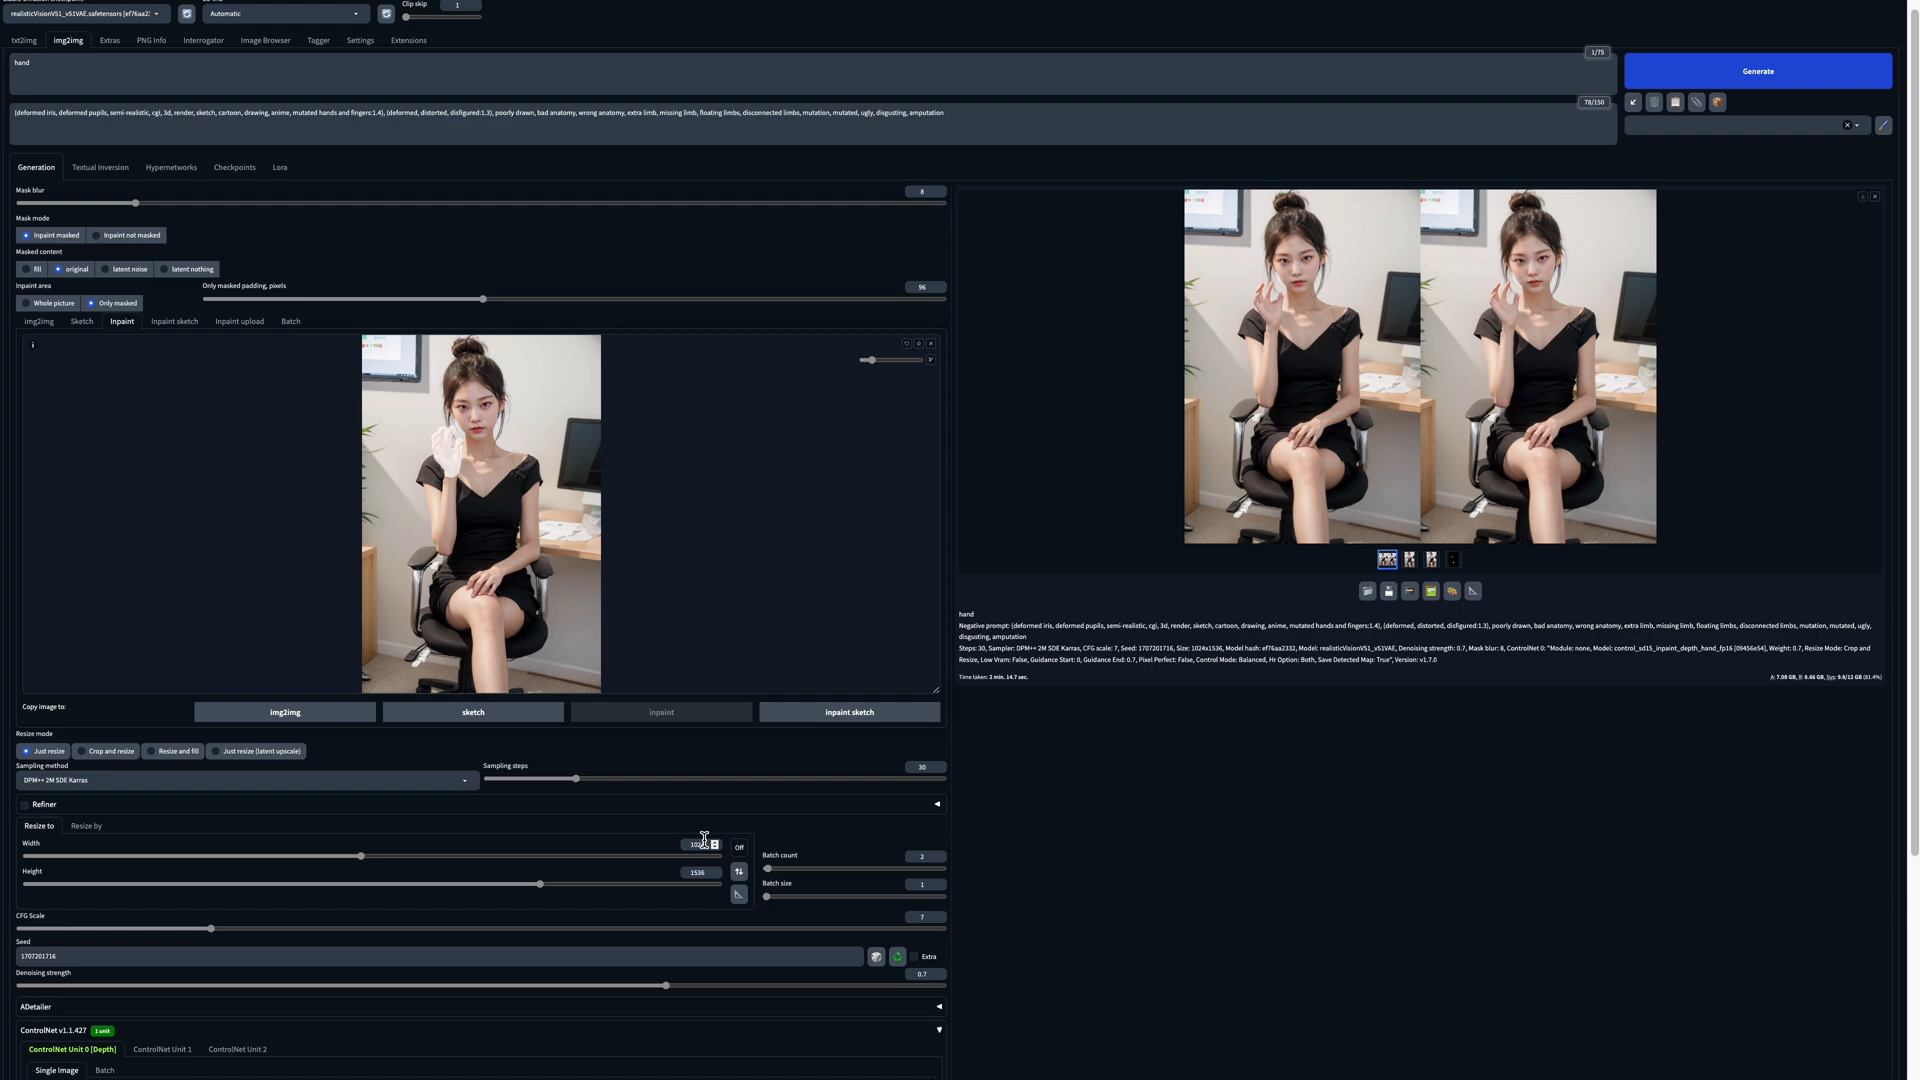 realisticVisionV51_v51VAE.safetensors [ef76aa2
Automatic
Clip skip
1
txt2img
img2img
Extras
PNG Info
Interrogator
Image Browser
Tagger
Settings
Extensions
1/75
hand
Generate
78/150
(deformed iris, deformed pupils, semi-realistic, cgi, 3d, render, sketch, cartoon, drawing, anime, mutated hands and fingers:1.4), (deformed, distorted, disfigured:1.3), poorly drawn, bad anatomy, wrong anatomy, extra limb, missing limb, floating limbs, disconnected limbs, mutation, mutated, ugly, disgusting, amputation
Generation
Textual Inversion
Hypernetworks
Checkpoints
Lora
Mask blur
8
Mask mode
Inpaint masked
Inpaint not masked
Masked content
fill
original
latent noise
latent nothing
Inpaint area
Only masked padding, pixels
96
Whole picture
Only masked
img2img
Sketch
Inpaint
Inpaint sketch
Inpaint upload
Batch
Copy image to:
img2img
sketch
inpaint
inpaint sketch
Resize mode
Just resize
Crop and resize
Resize and fill
Just resize (latent upscale)
Sampling method
Sampling steps
30
DPM++ 2M SDE Karras
Refiner
Resize to
Resize by
Width
Off
Height
1536
Batch count
2
Batch size
1
CFG Scale
7
Seed
1707201716
Extra
Denoising strength
0.7
ADetailer
ControlNet v1.1.427
1 unit
ControlNet Unit 0 [Depth]
ControlNet Unit 1
ControlNet Unit 2
Single Image
Batch
hand
Negative prompt: (deformed iris, deformed pupils, semi-realistic, cgi, 3d, render, sketch, cartoon, drawing, anime, mutated hands and fingers:1.4), (deformed, distorted, disfigured:1.3), poorly drawn, bad anatomy, wrong anatomy, extra limb, missing limb, floating limbs, disconnected limbs, mutation, mutated, ugly,
disgusting, amputation
Steps: 30, Sampler: DPM++ 2M SDE Karras, CFG scale: 7, Seed: 1707201716, Size: 1024x1536, Model hash: ef76aa2332, Model: realisticVisionV51_v51VAE, Denoising strength: 0.7, Mask blur: 8, ControlNet 0: "Module: none, Model: control_sd15_inpaint_depth_hand_fp16 [09456e54], Weight: 0.7, Resize Mode: Crop and
Resize, Low Vram: False, Guidance Start: 0, Guidance End: 0.7, Pixel Perfect: False, Control Mode: Balanced, Hr Option: Both, Save Detected Map: True", Version: v1.7.0
Time taken: 2 min. 14.7 sec.
A: 7.08 GB, R: 8.66 GB, Sys: 9.8/12 GB (81.4%)